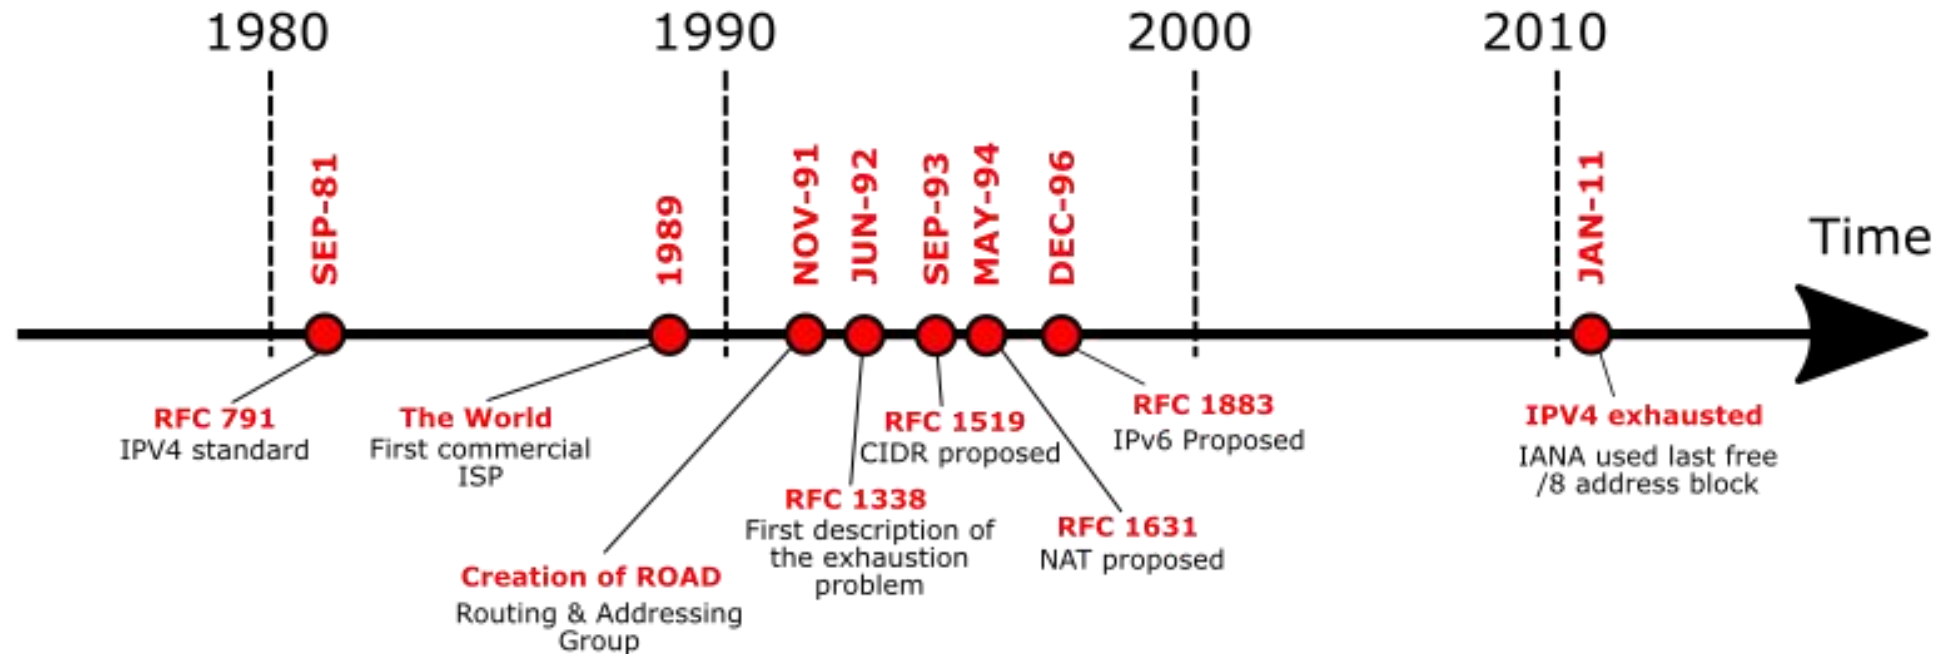 1980
1990
2000
2010
SEP-81
1989
NOV-91
JUN-92
SEP-93
MAY-94
DEC-96
JAN-11
Time
RFC 791
IPV4 standard
The World
First commercial
ISP
Creation of ROAD
Routing & Addressing
Group
RFC 1338
First description of
the exhaustion
problem
RFC 1519
CIDR proposed
RFC 1631
NAT proposed
RFC 1883
IPv6 Proposed
IPV4 exhausted
IANA used last free
/8 address block